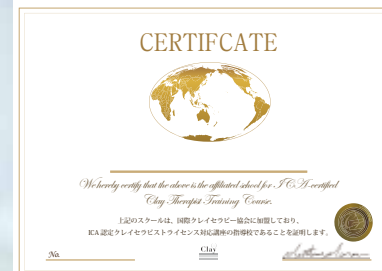 CERTIFCATE
We hereby certify that the above is the affiliated school for ICA-certified
Clay Therapist Training Course.
上記のスクールは、国際クレイセラピー協会に加盟しており、
ICA認定クレイセラピストライセンス対応講座の指導校であることを証明します。
No.
Clay